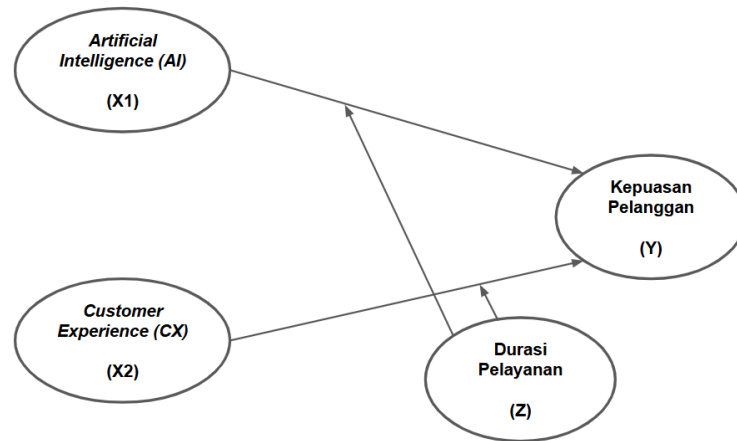 Artificial
Intelligence (AI)
(X1)
Kepuasan
Pelanggan
(Y)
Customer
Experience (CX)
(X2)
Durasi
Pelayanan
(Z)